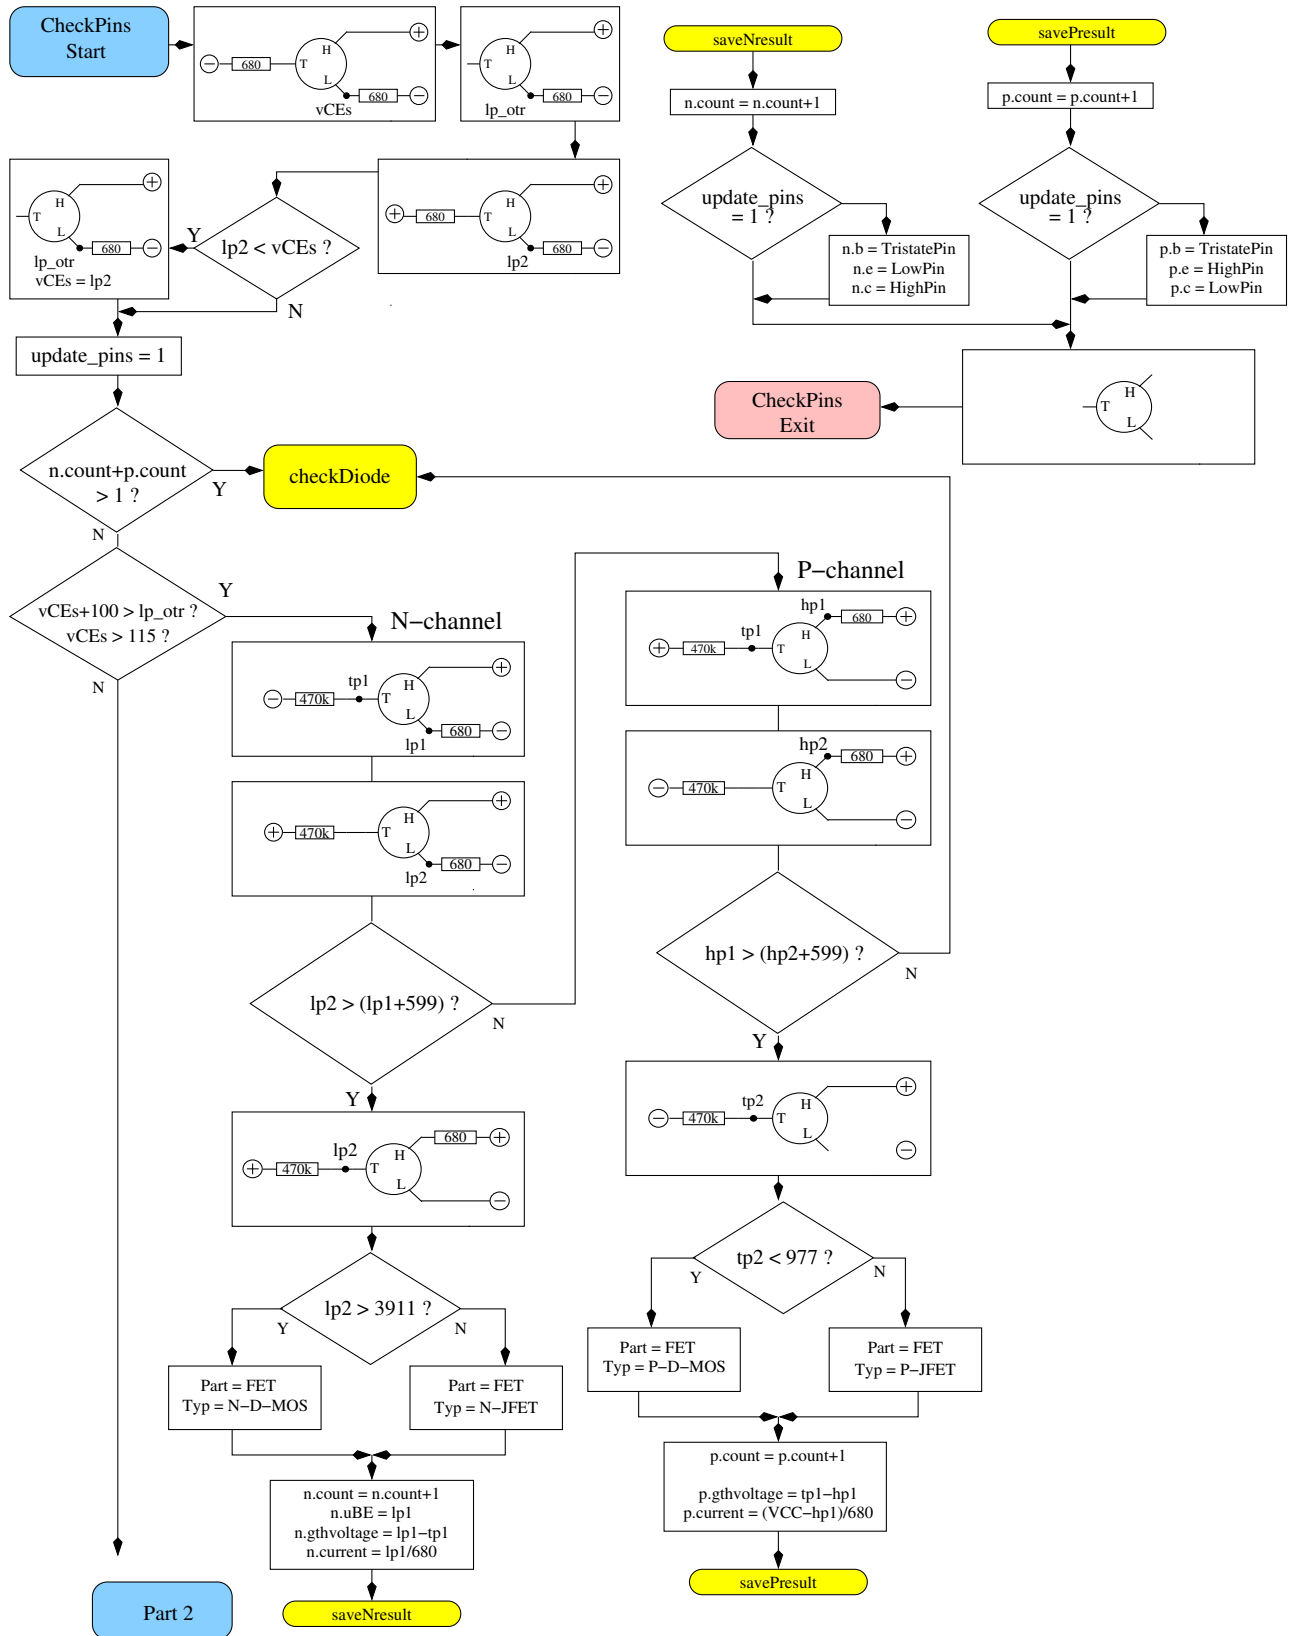 CheckPins
Start
H
T
L
680
680
vCEs
H
T
L
680
lp_otr
saveNresult
n.count = n.count+1
update_pins
= 1 ?
Y
n.b = TristatePin
n.e = LowPin
n.c = HighPin
savePresult
p.count = p.count+1
update_pins
= 1 ?
Y
p.b = TristatePin
p.e = HighPin
p.c = LowPin
H
T
L
680
lp_otr
vCEs = lp2
Y
lp2 < vCEs ?
N
680
H
T
L
680
lp2
update_pins = 1
H
T
L
CheckPins
Exit
n.count+p.count
> 1 ?
Y
N
checkDiode
vCEs+100 > lp_otr ?
vCEs > 115 ?
Y
N
N−channel
470k
tp1
H
T
L
680
lp1
470k
H
T
L
680
lp2
lp2 > (lp1+599) ?
N
Y
680
lp2
H
470k
T
L
lp2 > 3911 ?
Y
N
Part = FET
Typ = N−D−MOS
Part = FET
Typ = N−JFET
n.count = n.count+1
n.uBE = lp1
n.gthvoltage = lp1−tp1
n.current = lp1/680
saveNresult
P−channel
hp1
680
tp1
H
470k
T
L
hp2
680
H
470k
T
L
hp1 > (hp2+599) ?
N
Y
tp2
H
470k
T
L
tp2 < 977 ?
Y
N
Part = FET
Typ = P−D−MOS
Part = FET
Typ = P−JFET
p.count = p.count+1
p.gthvoltage = tp1−hp1
p.current = (VCC−hp1)/680
savePresult
Part 2